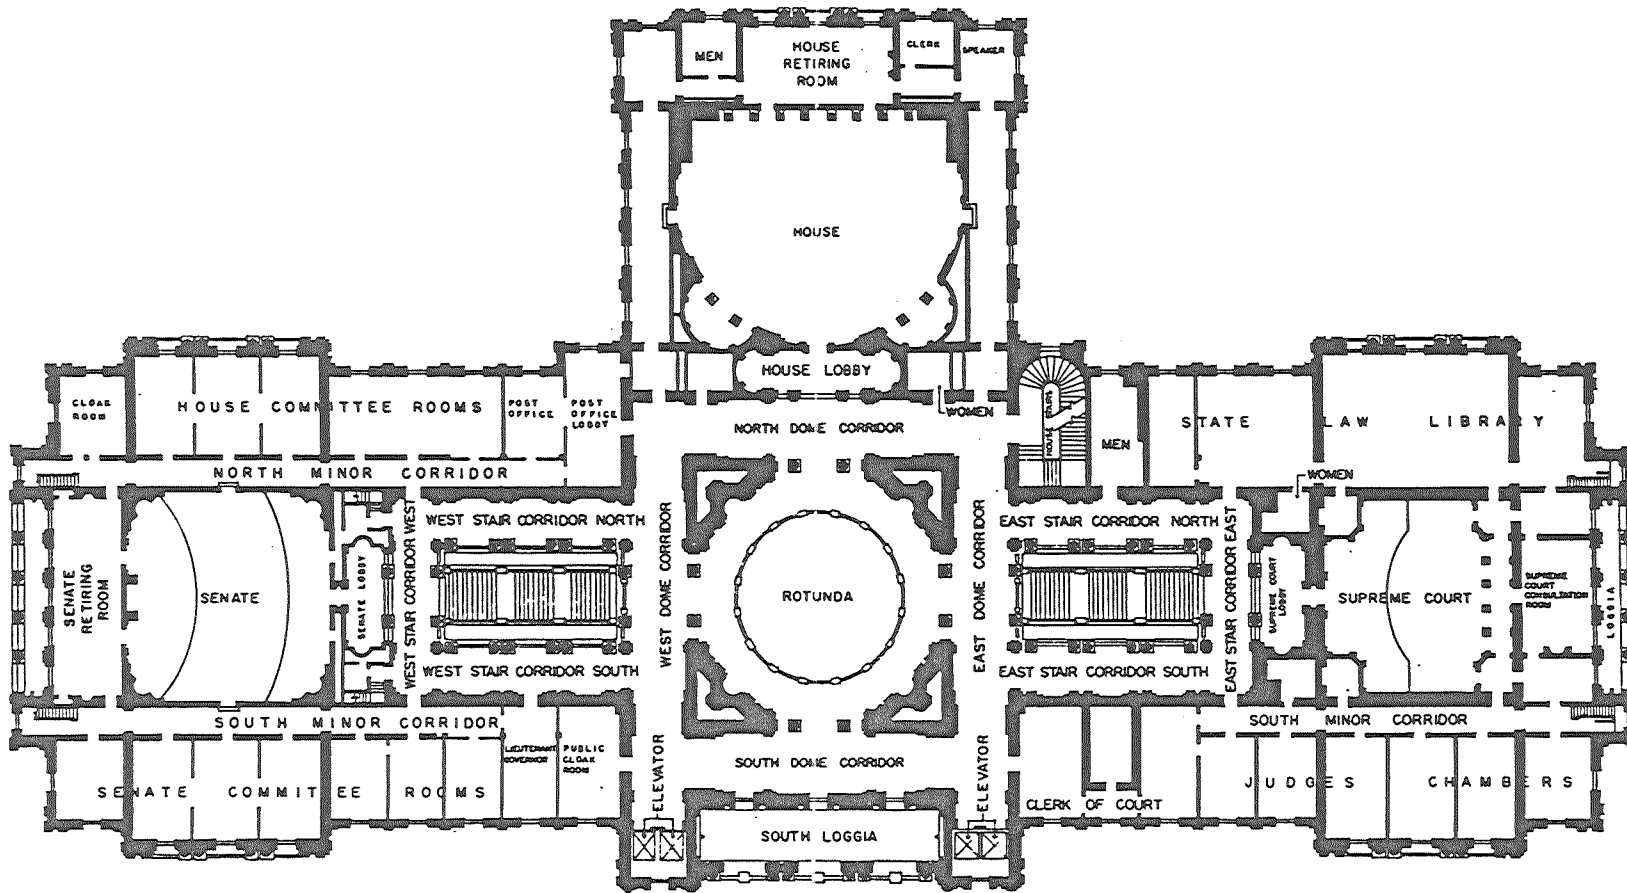 MEN
HOUSE
RETIRING
ROOM
CLERK
SPEAKER
HOUSE
HOUSE LOBBY
WOMEN
CLOAK
ROOM
HOUSE COMMITTEE ROOMS
POST
OFFICE
POST
OFFICE
LOBBY
NORTH DOME CORRIDOR
HOUSE STAIRS
MEN
STATE LAW LIBRARY
NORTH MINOR CORRIDOR
WOMEN
SENATE
RETIRING
ROOM
SENATE
SENATE LOBBY
WEST STAIR CORRIDOR WEST
WEST STAIR CORRIDOR NORTH
WEST STAIR CORRIDOR SOUTH
WEST DOME CORRIDOR
ROTUNDA
EAST DOME CORRIDOR
EAST STAIR CORRIDOR NORTH
EAST STAIR CORRIDOR SOUTH
EAST STAIR CORRIDOR EAST
SUPREME COURT
LOBBY
SUPREME COURT
SUPREME
COURT
CONSULTATION
ROOM
LOGGIA
SOUTH MINOR CORRIDOR
SOUTH MINOR CORRIDOR
SENATE COMMITTEE ROOMS
LIEUTENANT
GOVERNOR
PUBLIC
CLOAK
ROOM
ELEVATOR
SOUTH DOME CORRIDOR
ELEVATOR
SOUTH LOGGIA
CLERK OF COURT
JUDGES CHAMBERS